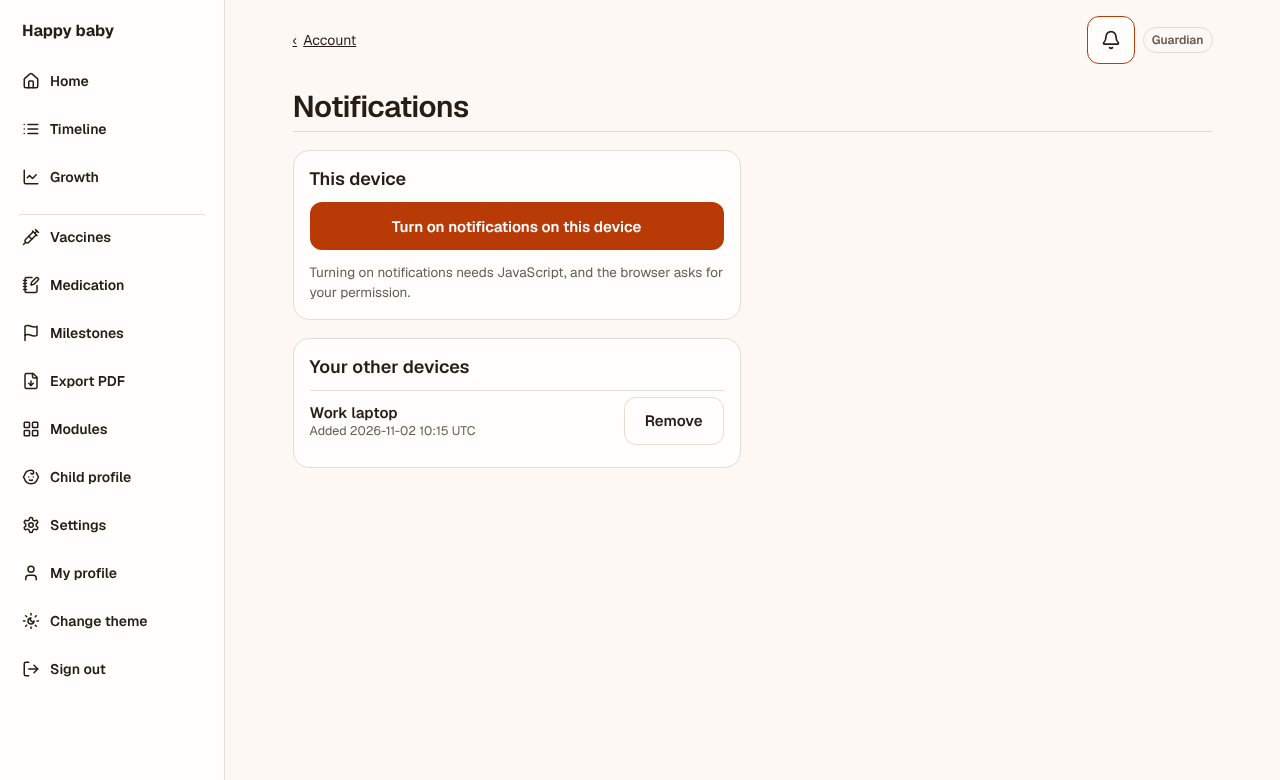 Happy baby
Home
Timeline
Growth
Vaccines
Medication
Milestones
Export PDF
Modules
Child profile
Settings
My profile
Change theme
Sign out
‹ Account
Guardian
Notifications
This device
Turn on notifications on this device
Turning on notifications needs JavaScript, and the browser asks for
your permission.
Your other devices
Work laptop
Added 2026-11-02 10:15 UTC
Remove